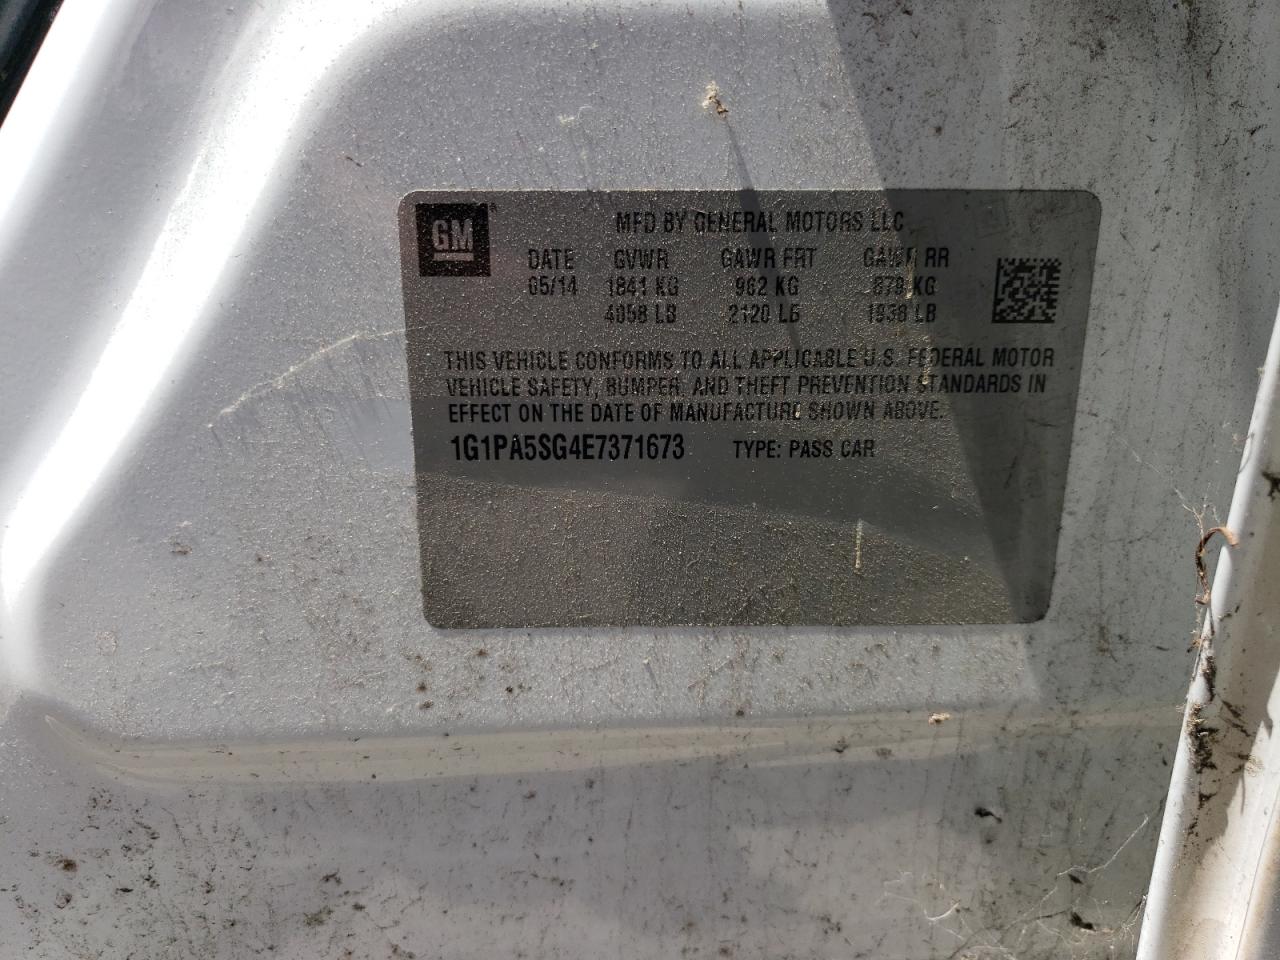 GM ®
MFD BY GENERAL MOTORS LLC
DATE GVWR GAWR FRT GAWR RR
05/14 1841 KG 962 KG 879 KG
4058 LB 2120 LB 1938 LB
THIS VEHICLE CONFORMS TO ALL APPLICABLE U.S. FEDERAL MOTOR
VEHICLE SAFETY, BUMPER, AND THEFT PREVENTION STANDARDS IN
EFFECT ON THE DATE OF MANUFACTURE SHOWN ABOVE.
1G1PA5SG4E7371673 TYPE: PASS CAR